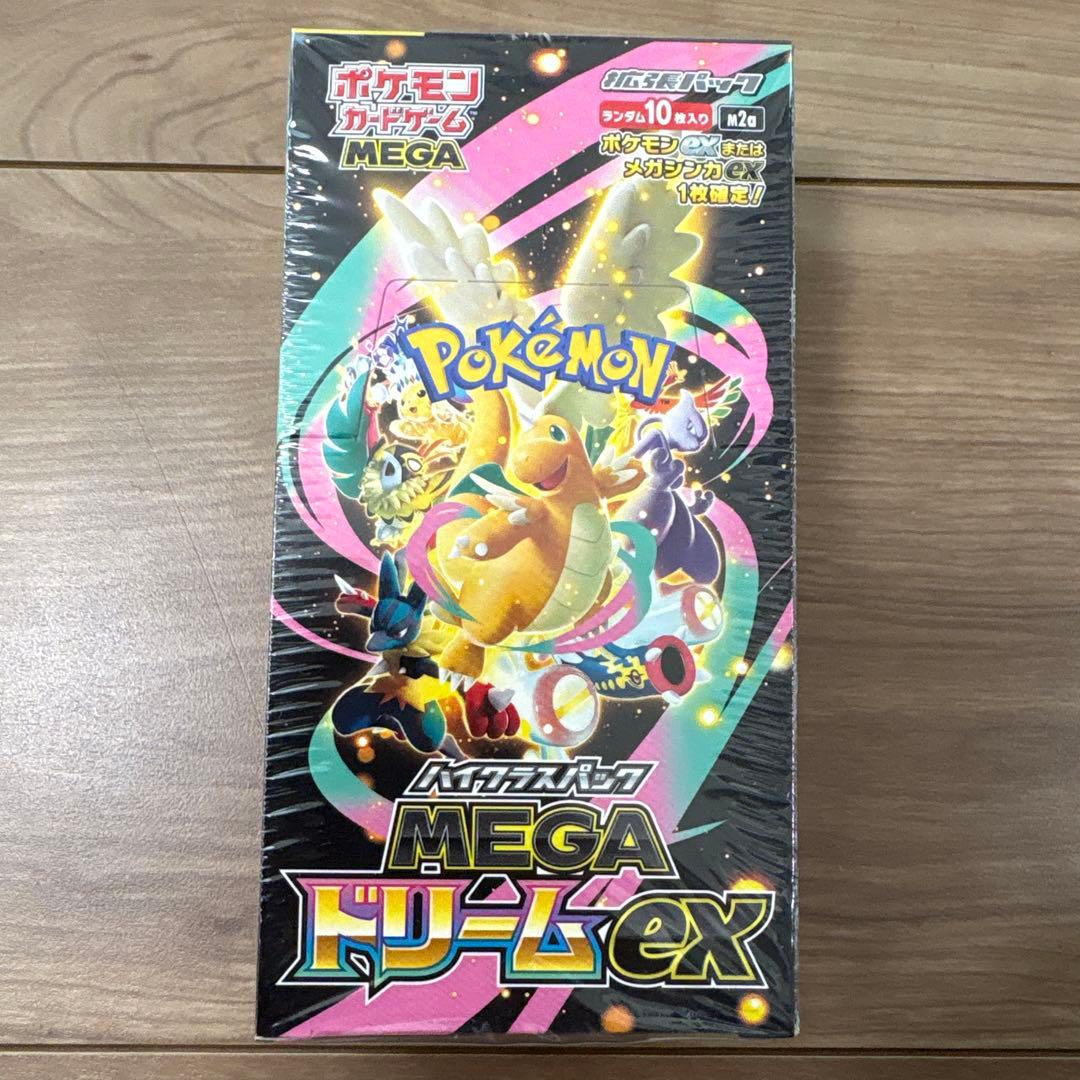 ポケモン
カードゲーム™
MEGA
拡張パック
ランダム10枚入り
M2a
ポケモンexまたは
メガシンカex
1枚確定!
POKéMON
™
ハイクラスパック
MEGA
ドリームex